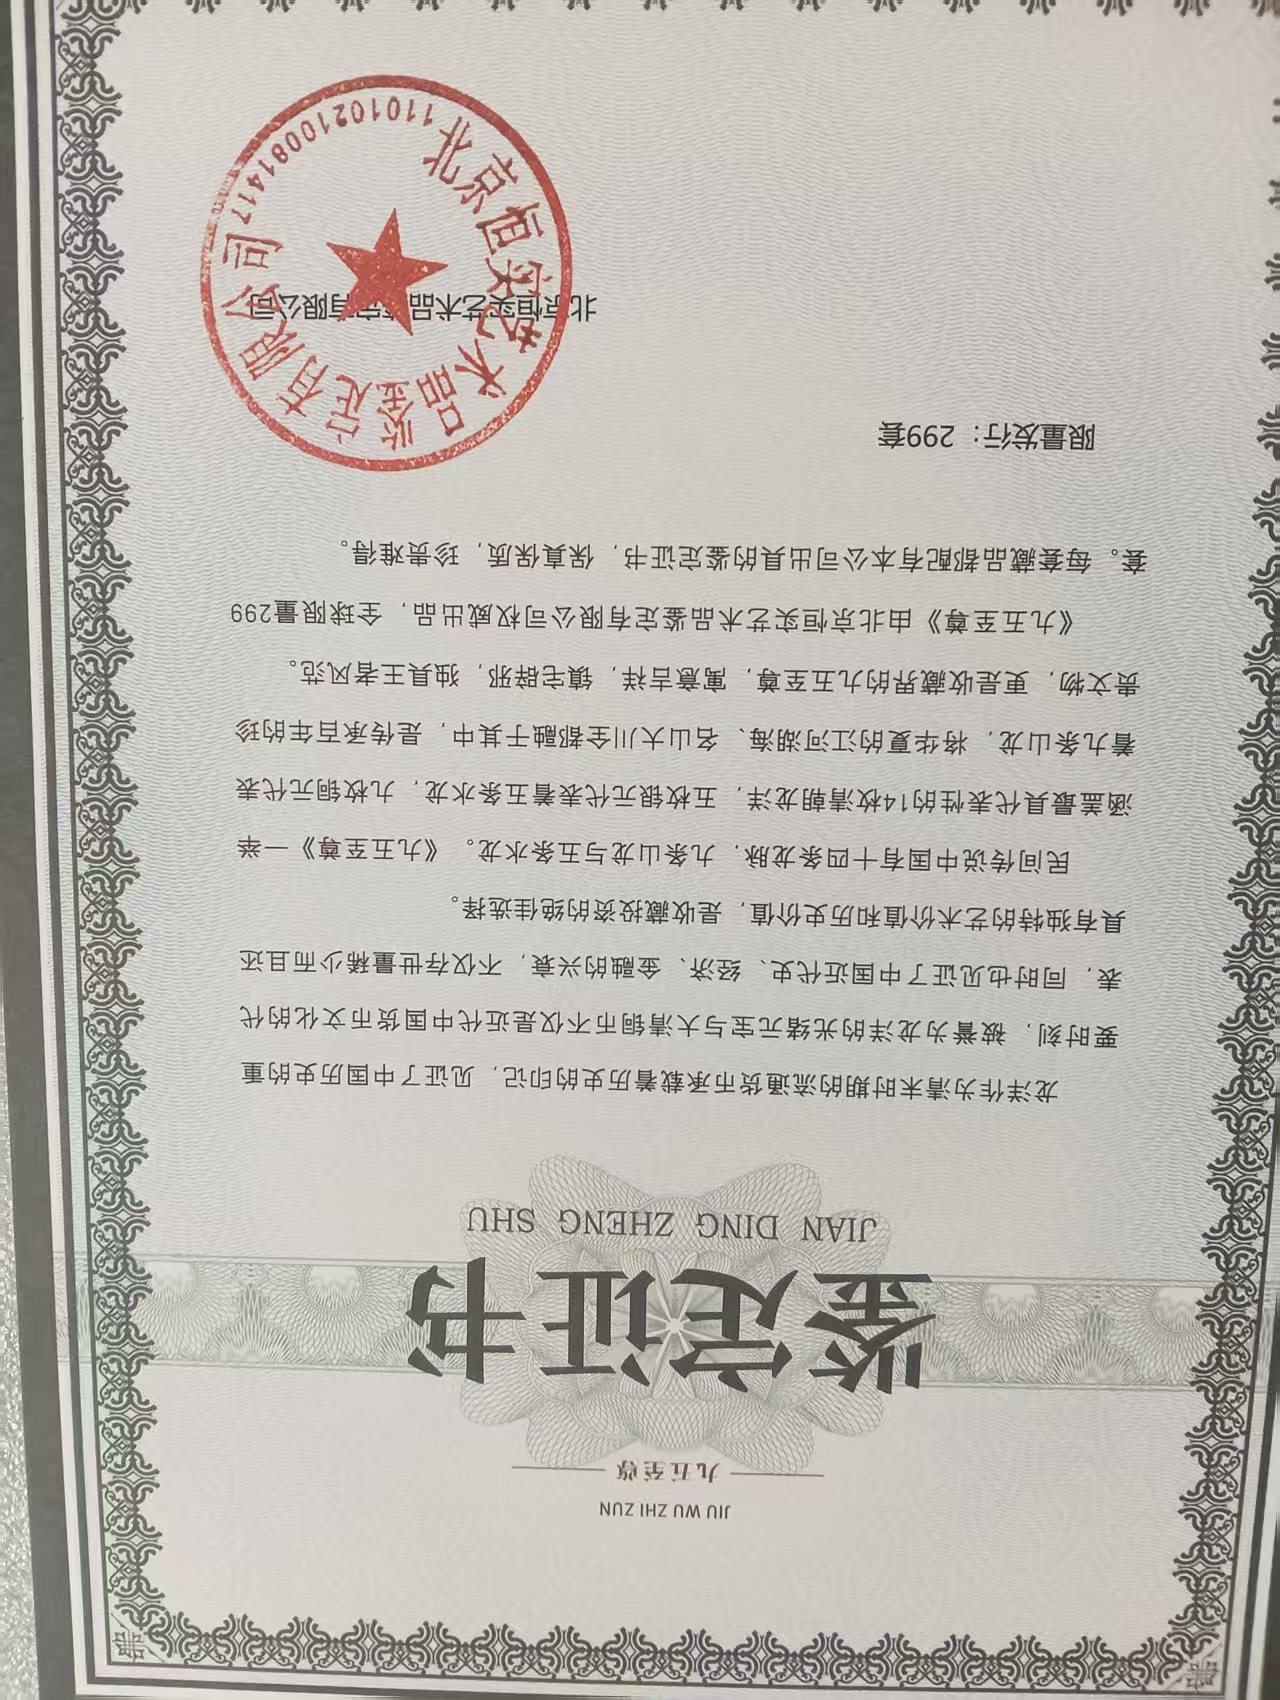 JIU WU ZHI ZUN
九五至尊
鉴定证书
JIAN DING ZHENG SHU
龙洋作为清末时期的流通货币承载着历史的印记，见证了中国历史的重
要时刻，被誉为龙洋的光绪元宝与大清铜币不仅是近代中国货币文化的代
表，同时也见证了中国近代史、经济、金融的兴衰，不仅存世量稀少而且还
具有独特的艺术价值和历史价值，是收藏投资的绝佳选择。
民间传说中国有十四条龙脉，九条山龙与五条水龙。《九五至尊》一举
涵盖最具代表性的14枚清朝龙洋，五枚银元代表着五条水龙，九枚铜元代表
着九条山龙，将华夏的江河湖海、名山大川全都融于其中，是传承百年的珍
贵文物，更是收藏界的九五至尊，寓意吉祥，镇宅辟邪，独具王者风范。
《九五至尊》由北京恒实艺术品鉴定有限公司权威出品，全球限量299
套。每套藏品都配有本公司出具的鉴定证书，保真保质，珍贵难得。
限量发行：299套
北京恒实艺术品鉴定有限公司
北京恒实艺术品鉴定有限公司
11010210081417